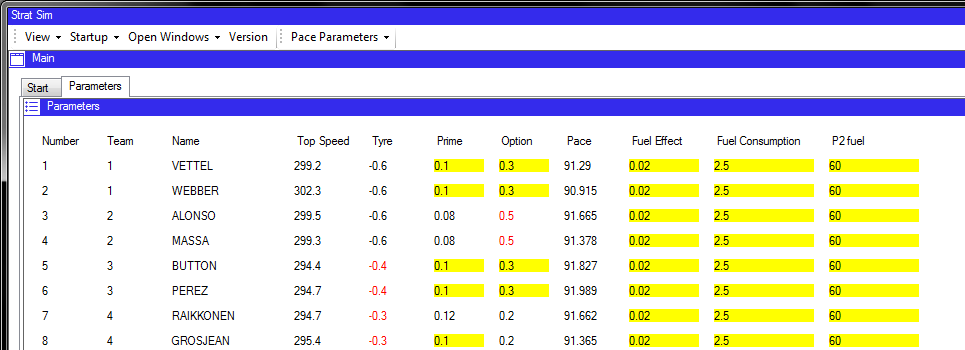 Strat Sim
View Startup Open Windows Version Pace Parameters
Main
Start Parameters
Parameters
Number Team Name Top Speed Tyre Prime Option Pace Fuel Effect Fuel Consumption P2 fuel
1 1 VETTEL 299.2 -0.6 0.1 0.3 91.29 0.02 2.5 60
2 1 WEBBER 302.3 -0.6 0.1 0.3 90.915 0.02 2.5 60
3 2 ALONSO 299.5 -0.6 0.08 0.5 91.665 0.02 2.5 60
4 2 MASSA 299.3 -0.6 0.08 0.5 91.378 0.02 2.5 60
5 3 BUTTON 294.4 -0.4 0.1 0.3 91.827 0.02 2.5 60
6 3 PEREZ 294.7 -0.4 0.1 0.3 91.989 0.02 2.5 60
7 4 RAIKKONEN 294.7 -0.3 0.12 0.2 91.662 0.02 2.5 60
8 4 GROSJEAN 295.4 -0.3 0.1 0.2 91.365 0.02 2.5 60